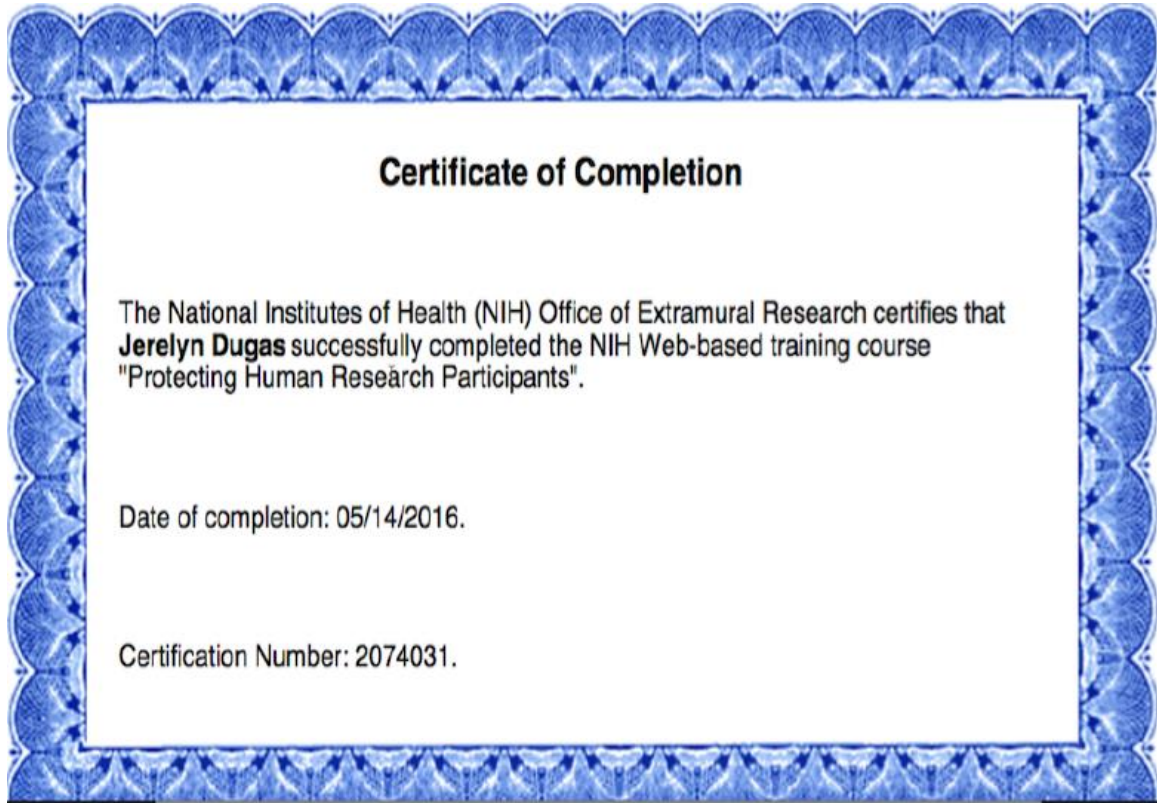 Certificate of Completion
The National Institutes of Health (NIH) Office of Extramural Research certifies that
Jerelyn Dugas successfully completed the NIH Web-based training course
"Protecting Human Research Participants".
Date of completion: 05/14/2016.
Certification Number: 2074031.